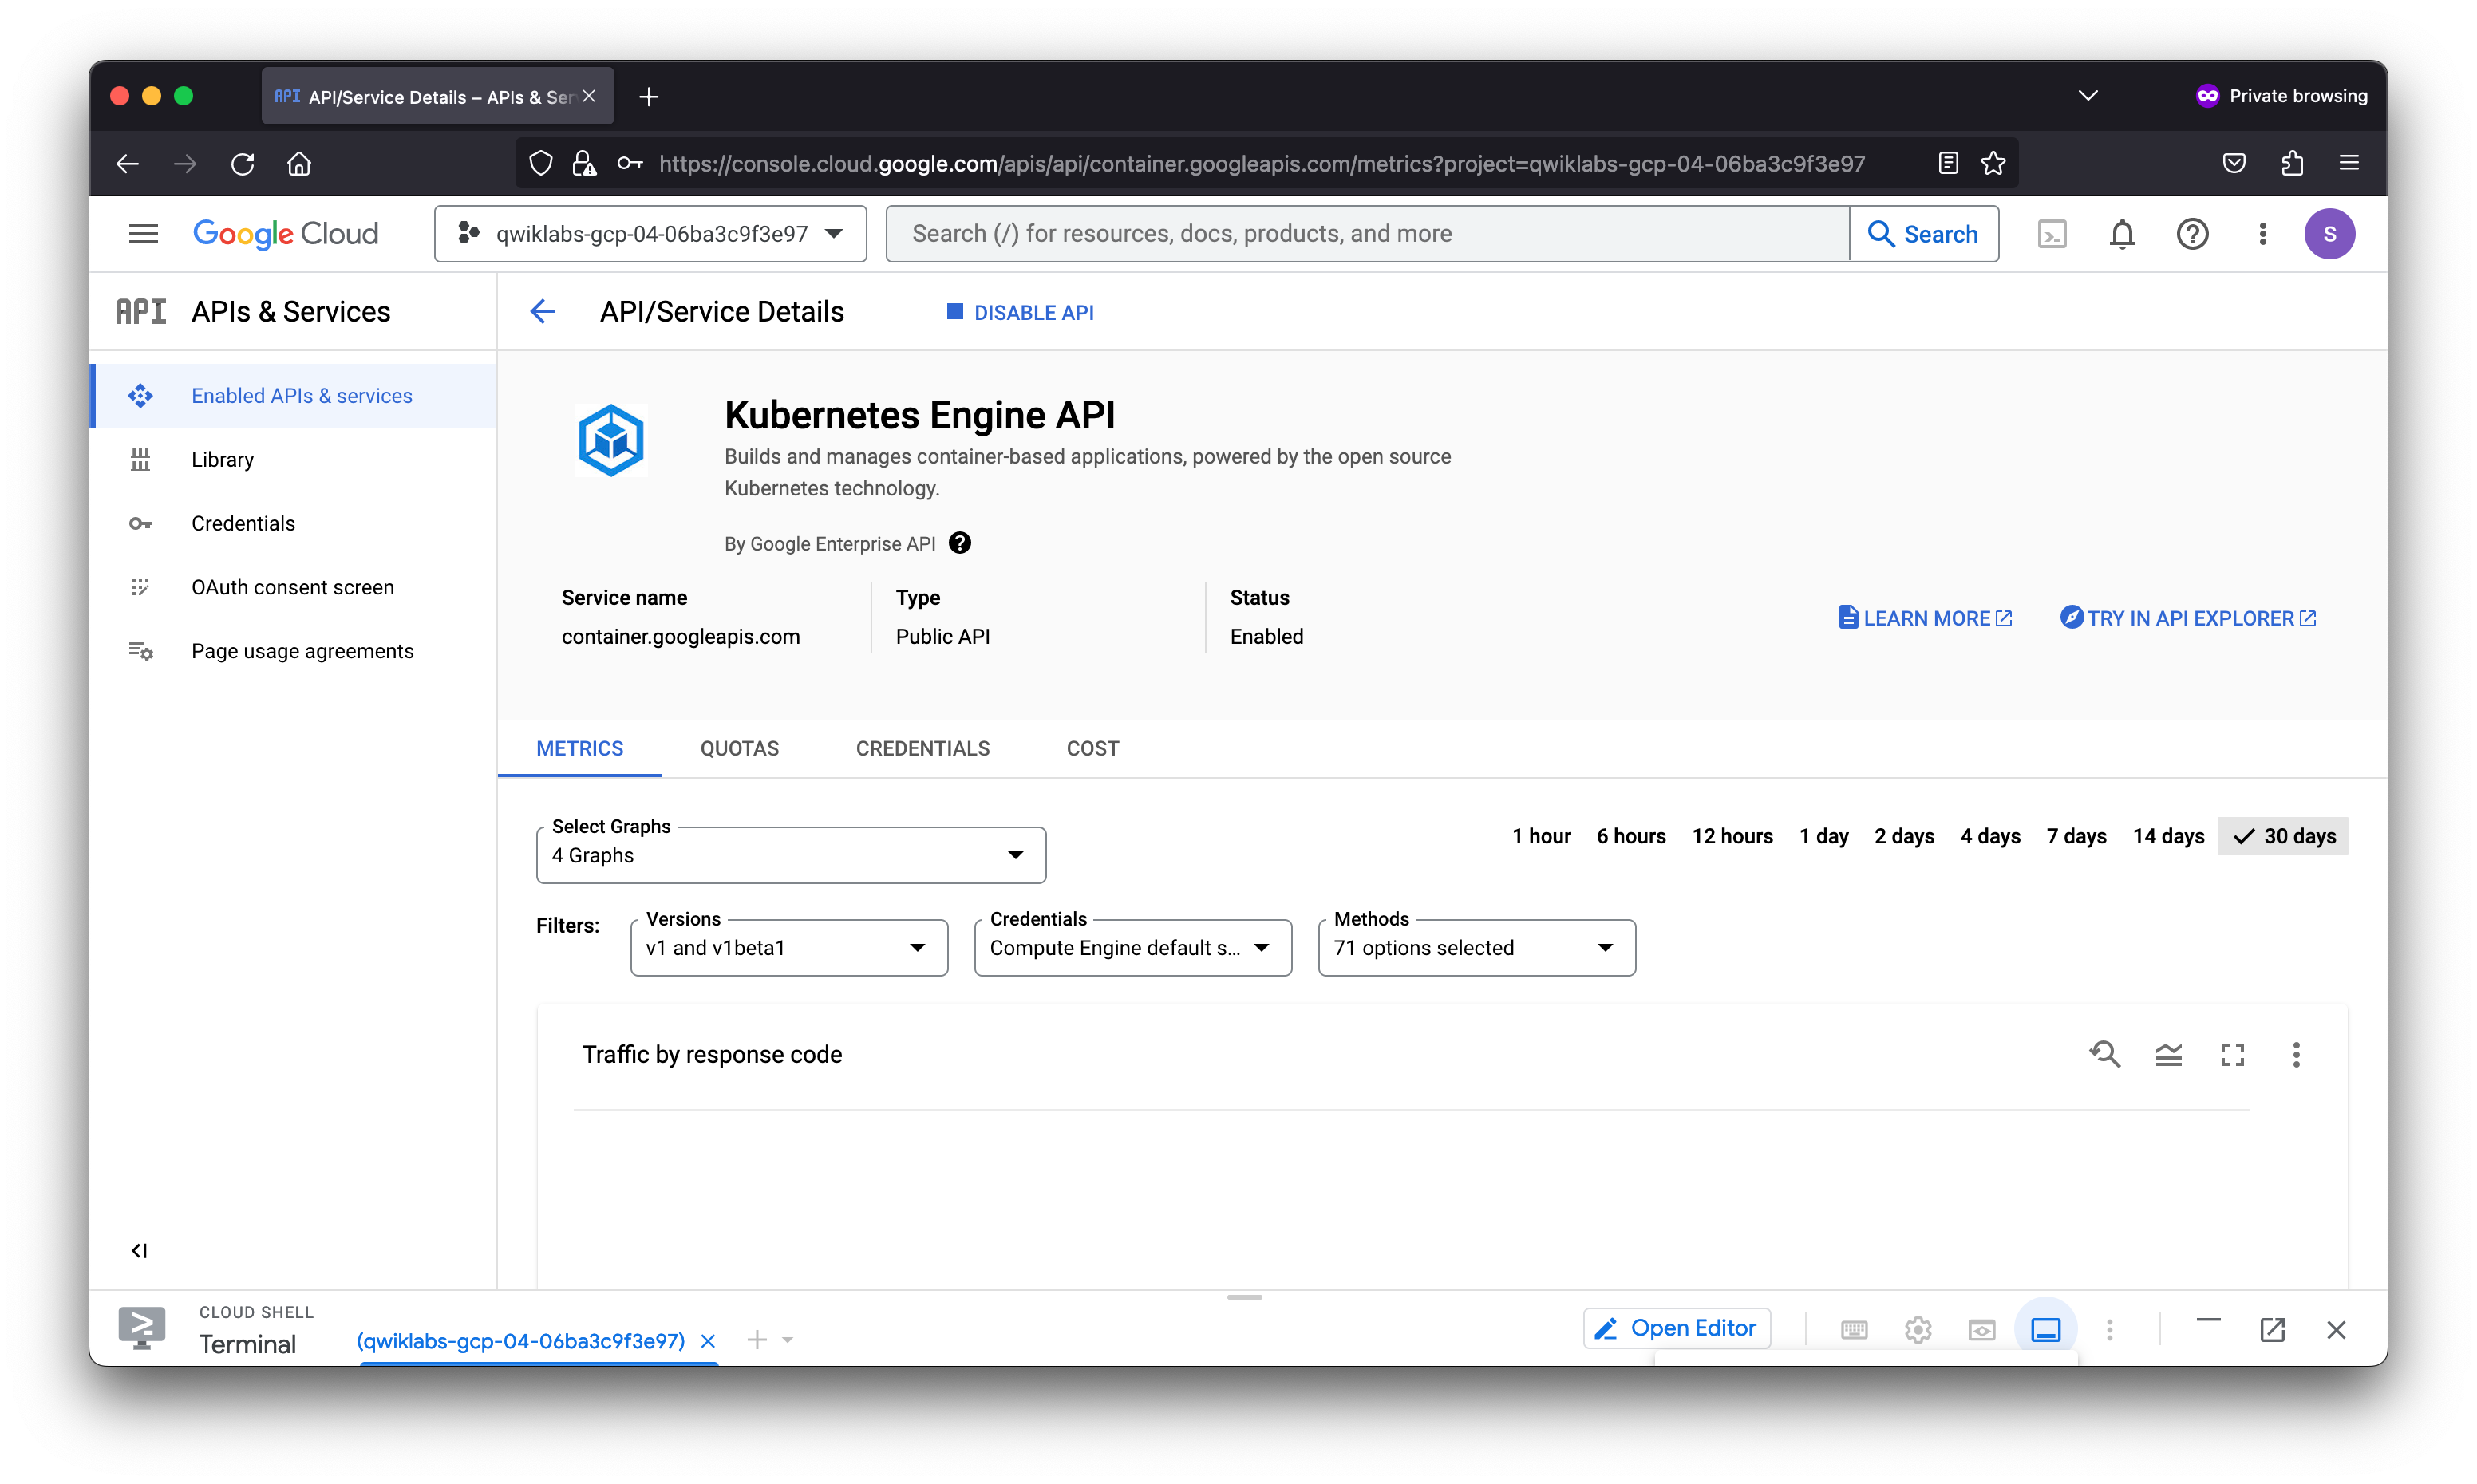 API API/Service Details – APIs & Ser
Private browsing
https://console.cloud.google.com/apis/api/container.googleapis.com/metrics?project=qwiklabs-gcp-04-06ba3c9f3e97
Google Cloud
qwiklabs-gcp-04-06ba3c9f3e97
Search (/) for resources, docs, products, and more
Search
S
API APIs & Services
API/Service Details
DISABLE API
Enabled APIs & services
Library
Credentials
OAuth consent screen
Page usage agreements
Kubernetes Engine API
Builds and manages container-based applications, powered by the open source
Kubernetes technology.
By Google Enterprise API
Service name
container.googleapis.com
Type
Public API
Status
Enabled
LEARN MORE
TRY IN API EXPLORER
METRICS
QUOTAS
CREDENTIALS
COST
Select Graphs
4 Graphs
1 hour
6 hours
12 hours
1 day
2 days
4 days
7 days
14 days
30 days
Filters:
Versions
v1 and v1beta1
Credentials
Compute Engine default s...
Methods
71 options selected
Traffic by response code
CLOUD SHELL
Terminal
(qwiklabs-gcp-04-06ba3c9f3e97)
Open Editor